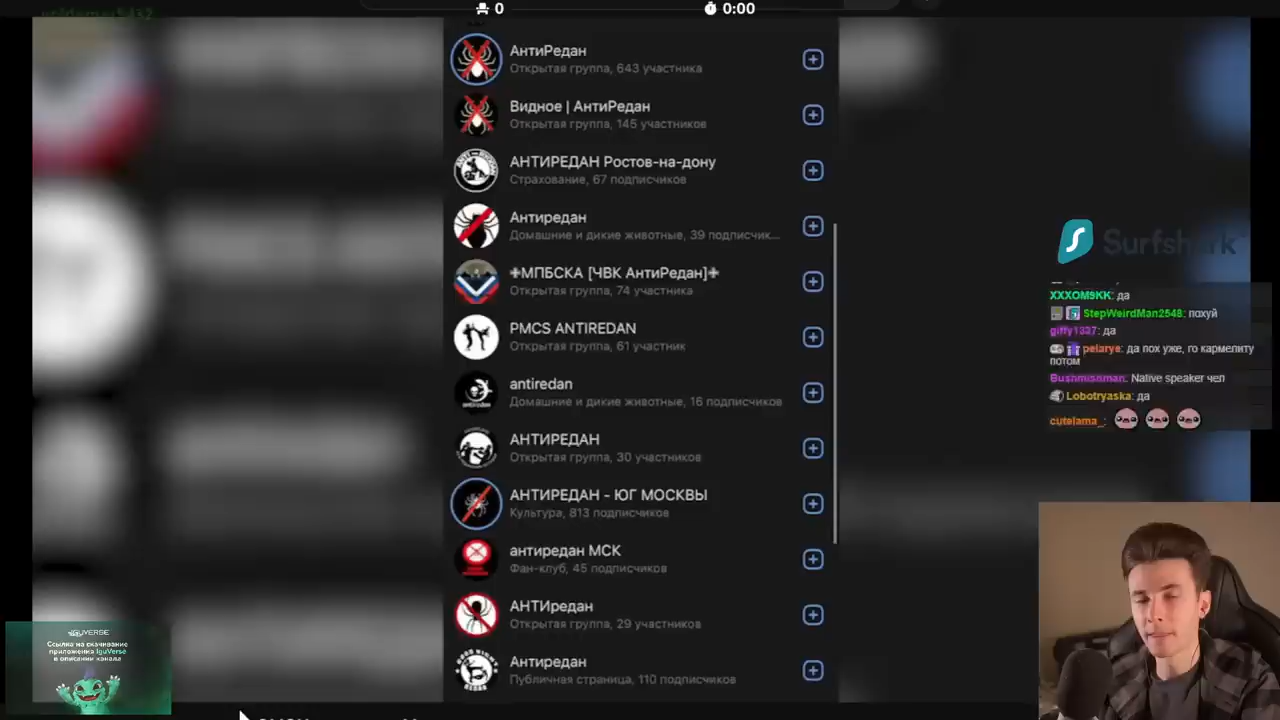 0
0:00
АнтиРедан
Открытая группа, 643 участника
Видное | АнтиРедан
Открытая группа, 145 участников
АНТИРЕДАН Ростов-на-дону
Страхование, 67 подписчиков
Антиредан
Домашние и дикие животные, 39 подписчик...
✙МПБСКА [ЧВК АнтиРедан]✙
Открытая группа, 74 участника
PMCS ANTIREDAN
Открытая группа, 61 участник
antiredan
Домашние и дикие животные, 16 подписчиков
АНТИРЕДАН
Открытая группа, 30 участников
АНТИРЕДАН - ЮГ МОСКВЫ
Культура, 813 подписчиков
антиредан МСК
Фан-клуб, 45 подписчиков
АНТИредан
Открытая группа, 29 участников
Антиредан
Публичная страница, 110 подписчиков
Surfshark
XXXOM9KK: да
StepWeirdMan2548: похуй
giffy1337: да
pelarye: да пох уже, го кармелиту
потом
Bushmishman: Native speaker чел
Lobotryaska: да
cutelama_:
IGUVERSE
Ссылка на скачивание
приложения IguVerse
в описании канала